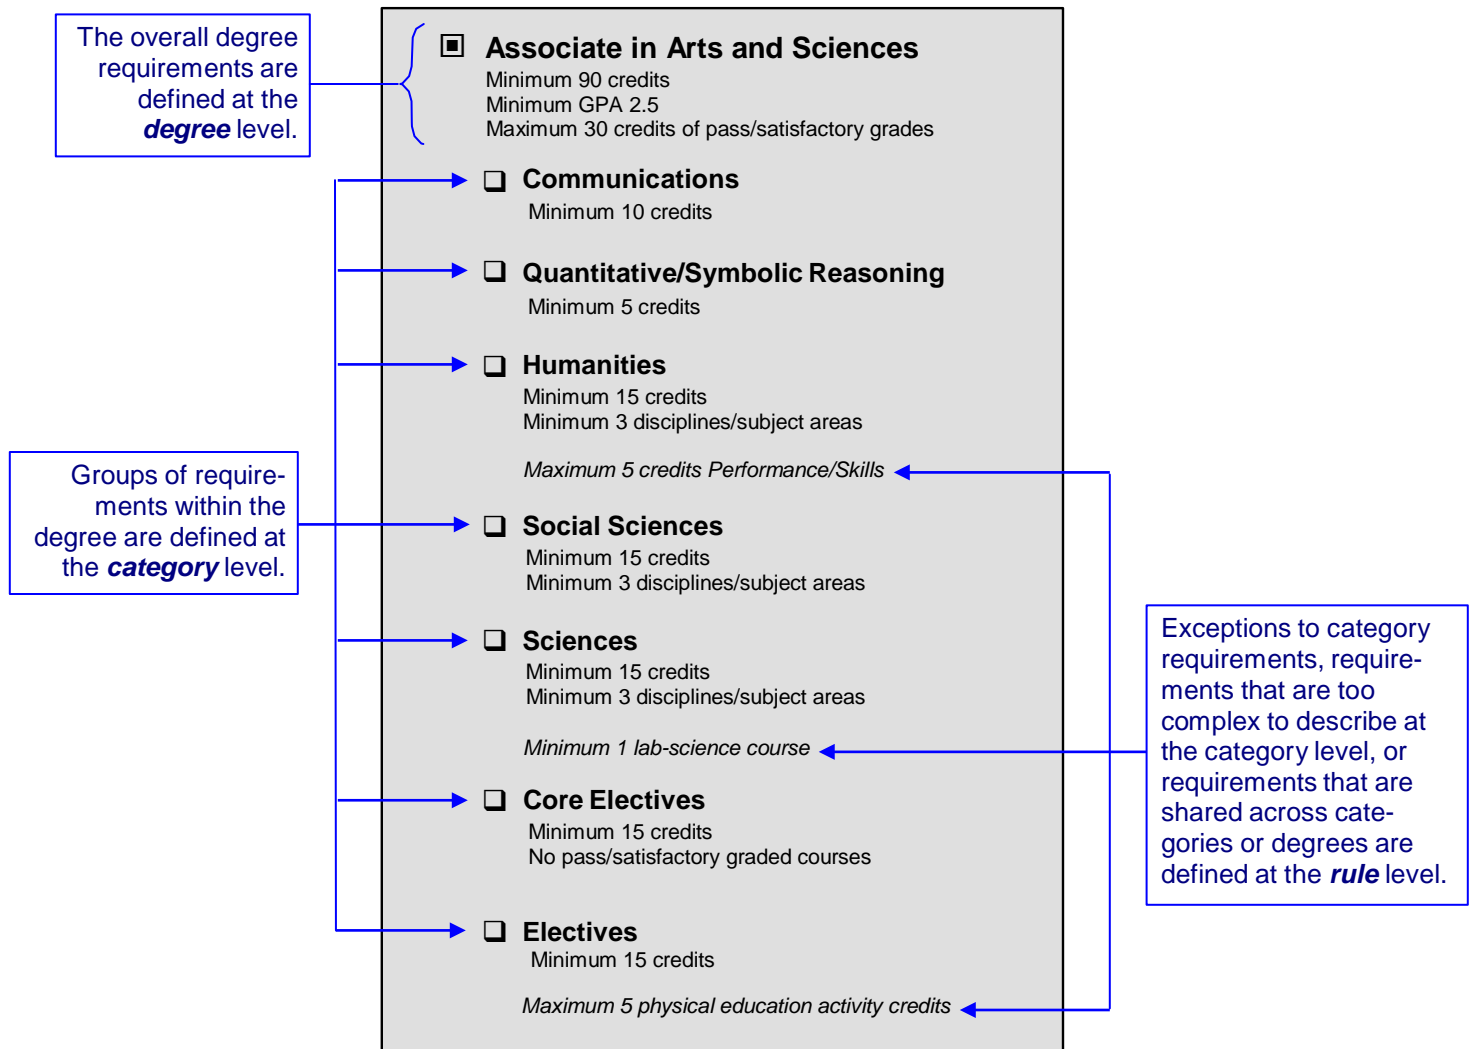 The overall degree
requirements are
defined at the
degree level.
Associate in Arts and Sciences
Minimum 90 credits
Minimum GPA 2.5
Maximum 30 credits of pass/satisfactory grades
Communications
Minimum 10 credits
Quantitative/Symbolic Reasoning
Minimum 5 credits
Humanities
Minimum 15 credits
Minimum 3 disciplines/subject areas
Maximum 5 credits Performance/Skills
Groups of require-
ments within the
degree are defined at
the category level.
Social Sciences
Minimum 15 credits
Minimum 3 disciplines/subject areas
Sciences
Minimum 15 credits
Minimum 3 disciplines/subject areas
Minimum 1 lab-science course
Exceptions to category
requirements, require-
ments that are too
complex to describe at
the category level, or
requirements that are
shared across cate-
gories or degrees are
defined at the rule level.
Core Electives
Minimum 15 credits
No pass/satisfactory graded courses
Electives
Minimum 15 credits
Maximum 5 physical education activity credits